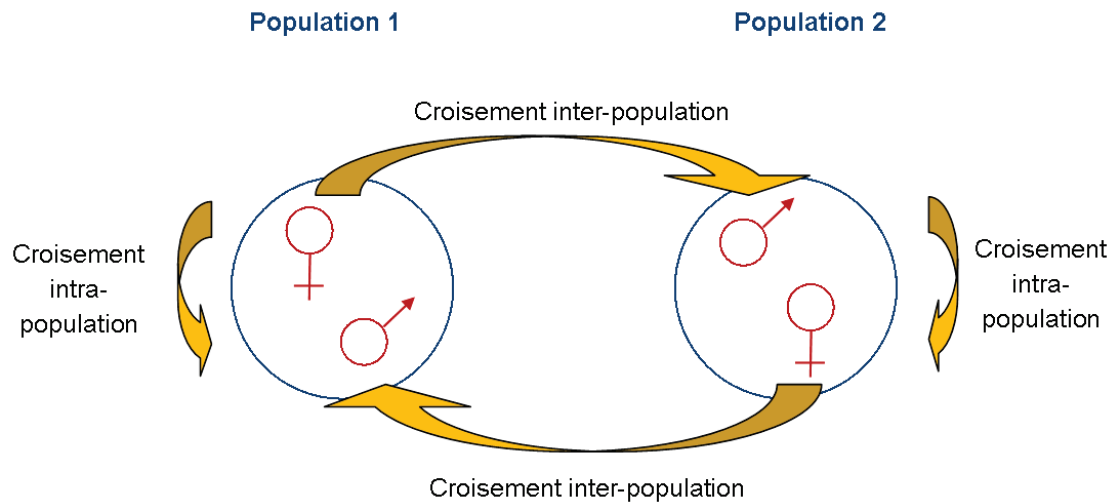 Population 1
Population 2
Croisement inter-population
Croisement
intra-
population
Croisement
intra-
population
Croisement inter-population